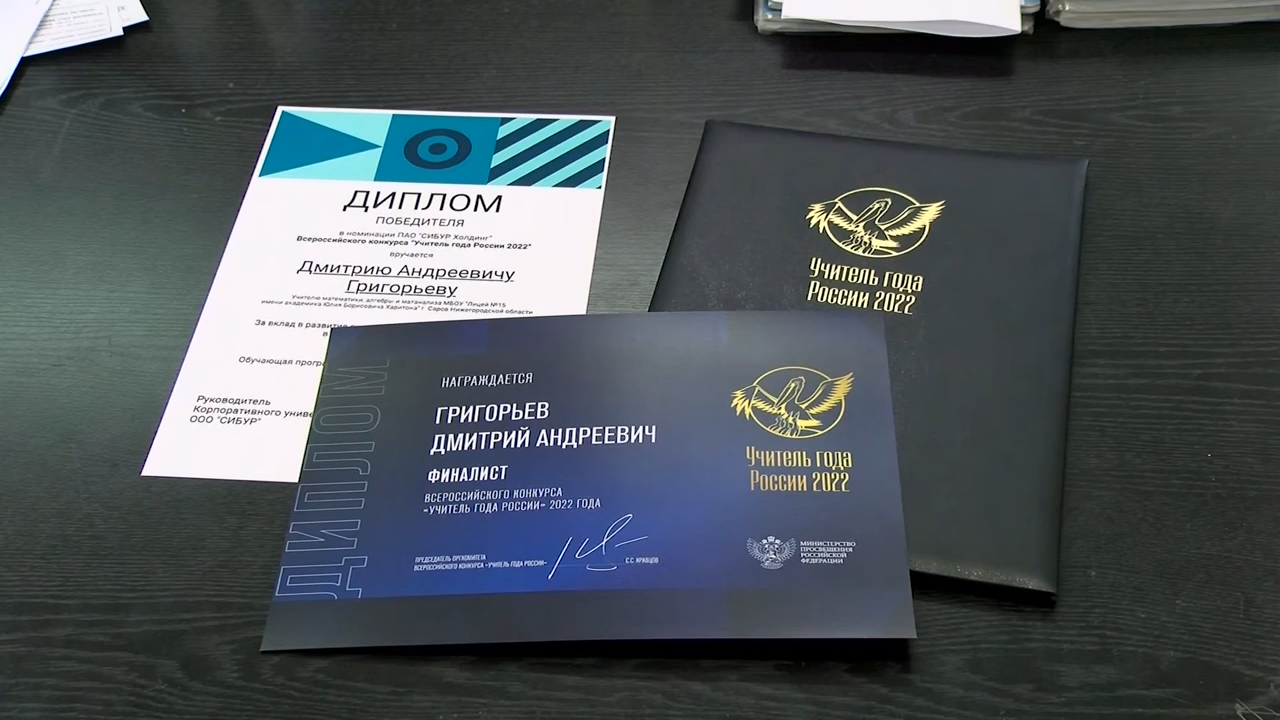 ДИПЛОМ
ПОБЕДИТЕЛЯ
в номинации ПАО "СИБУР Холдинг"
Всероссийского конкурса "Учитель года России 2022"
вручается
Дмитрию Андреевичу
Григорьеву
Учителю математики, алгебры и матанализа МБОУ "Лицей №15
имени академика Юлия Борисовича Харитона" г. Саров Нижегородской области
За вклад в развитие
в
Обучающая
Руководитель
Корпоративного
ООО "СИБУР"
Учитель года
России 2022
ДИПЛОМ
НАГРАЖДАЕТСЯ
ГРИГОРЬЕВ
ДМИТРИЙ АНДРЕЕВИЧ
ФИНАЛИСТ
ВСЕРОССИЙСКОГО КОНКУРСА
«УЧИТЕЛЬ ГОДА РОССИИ» 2022 ГОДА
ПРЕДСЕДАТЕЛЬ ОРГКОМИТЕТА
ВСЕРОССИЙСКОГО КОНКУРСА «УЧИТЕЛЬ ГОДА РОССИИ»
С.С. КРАВЦОВ
Учитель года
России 2022
МИНИСТЕРСТВО
ПРОСВЕЩЕНИЯ
РОССИЙСКОЙ
ФЕДЕРАЦИИ